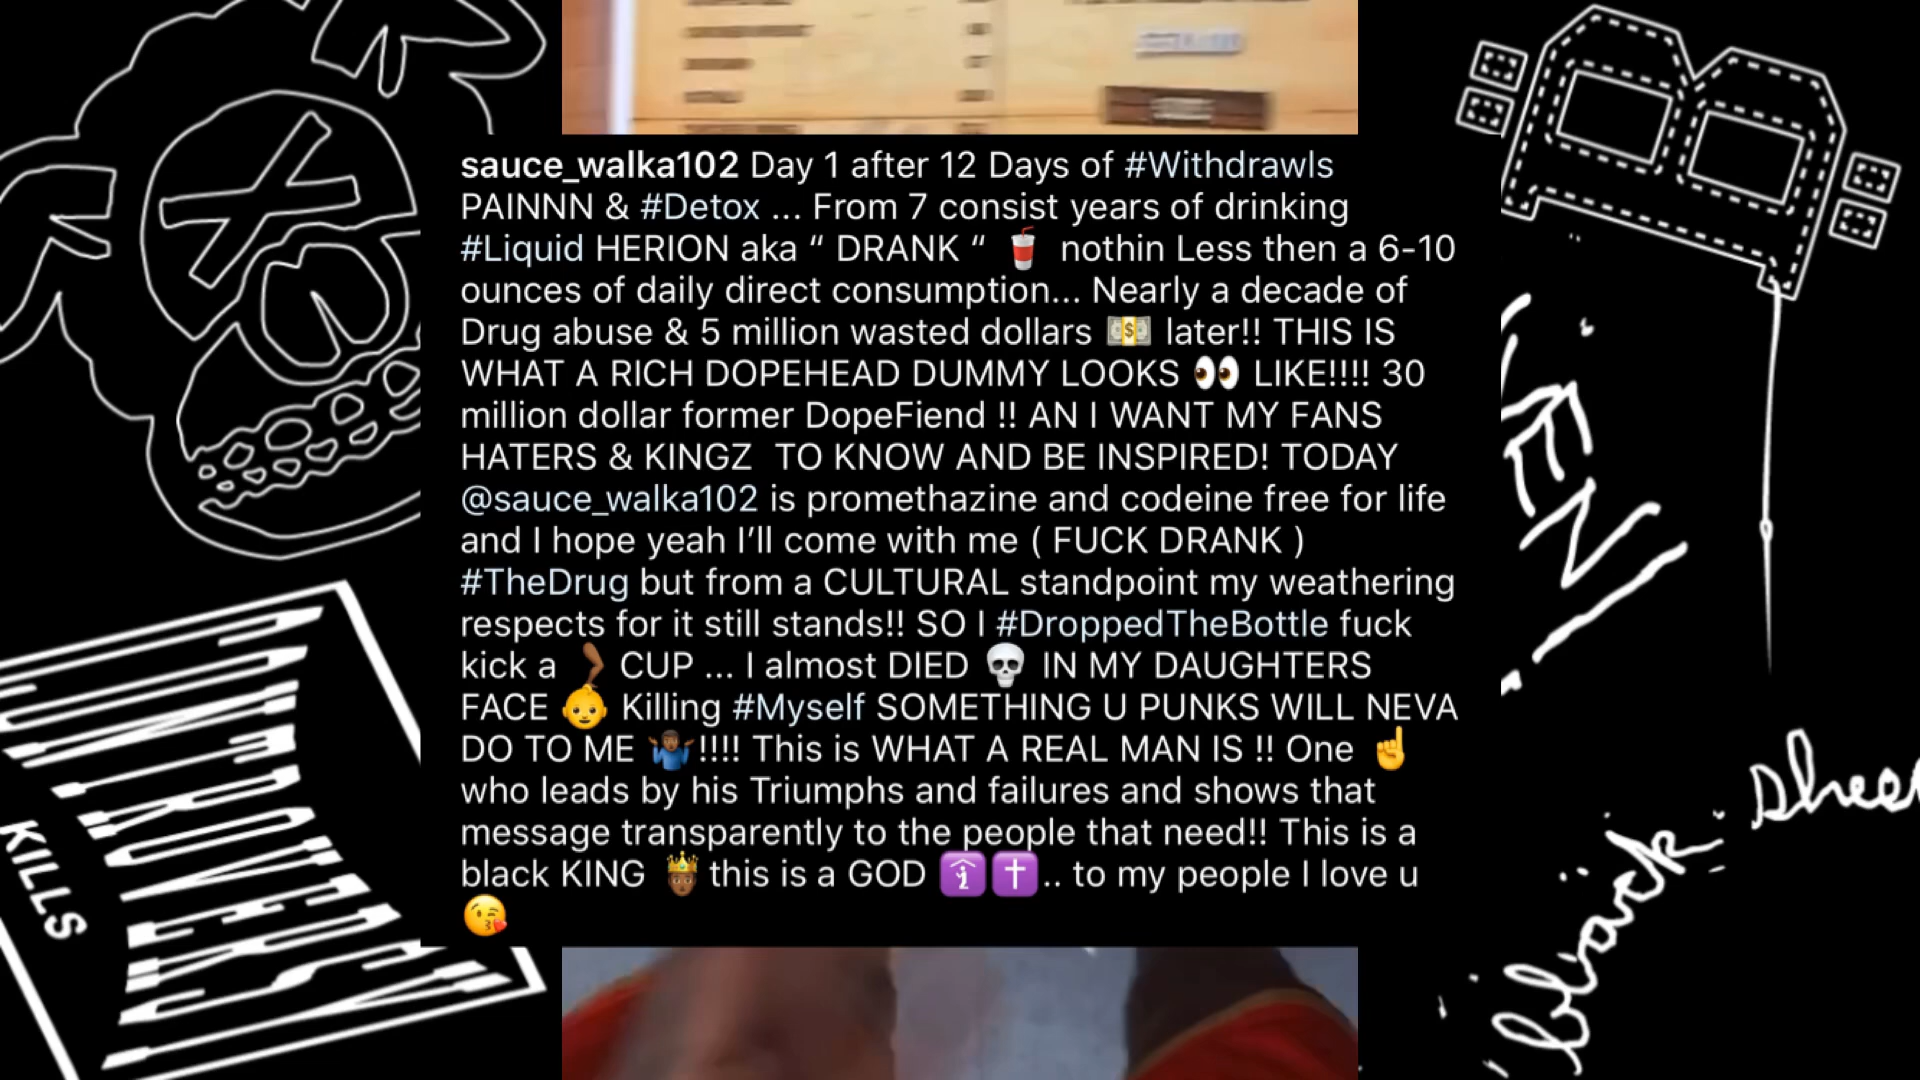 sauce_walka102 Day 1 after 12 Days of #Withdrawls
PAINNN & #Detox ... From 7 consist years of drinking
#Liquid HERION aka “ DRANK “ 🥤 nothin Less then a 6-10
ounces of daily direct consumption... Nearly a decade of
Drug abuse & 5 million wasted dollars 💵 later!! THIS IS
WHAT A RICH DOPEHEAD DUMMY LOOKS 👀 LIKE!!!! 30
million dollar former DopeFiend !! AN I WANT MY FANS
HATERS & KINGZ TO KNOW AND BE INSPIRED! TODAY
@sauce_walka102 is promethazine and codeine free for life
and I hope yeah I’ll come with me ( FUCK DRANK )
#TheDrug but from a CULTURAL standpoint my weathering
respects for it still stands!! SO I #DroppedTheBottle fuck
kick a 🦵🏾 CUP ... I almost DIED 💀 IN MY DAUGHTERS
FACE 👶 Killing #Myself SOMETHING U PUNKS WILL NEVA
DO TO ME 🤷🏾‍♂️!!!! This is WHAT A REAL MAN IS !! One ☝️
who leads by his Triumphs and failures and shows that
message transparently to the people that need!! This is a
black KING 🤴🏾 this is a GOD 🛐✝️.. to my people I love u
😘
KILLS
black